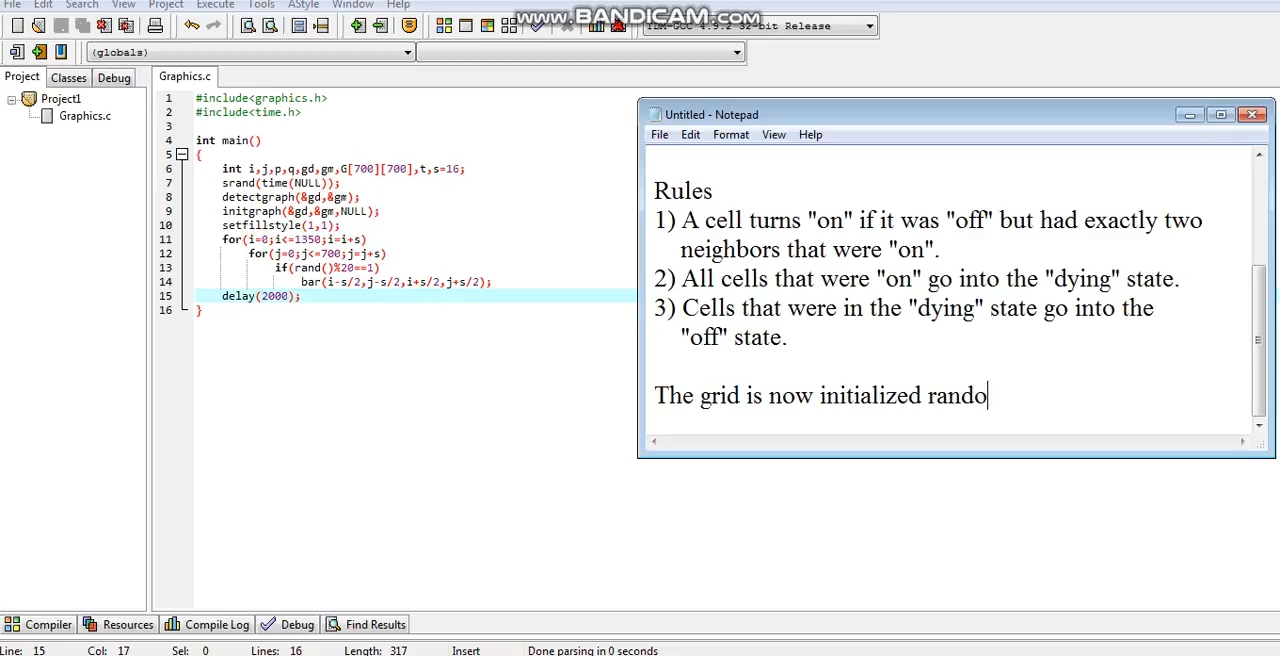 File Edit Search View Project Execute Tools AStyle Window Help
www.BANDICAM.com
TDM-GCC 4.9.2 32-bit Release
(globals)
Project Classes Debug
Graphics.c
Project1
Graphics.c
1 #include<graphics.h>
2 #include<time.h>
3
4 int main()
5 {
6 int i,j,p,q,gd,gm,G[700][700],t,s=16;
7 srand(time(NULL));
8 detectgraph(&gd,&gm);
9 initgraph(&gd,&gm,NULL);
10 setfillstyle(1,1);
11 for(i=0;i<=1350;i=i+s)
12 for(j=0;j<=700;j=j+s)
13 if(rand()%20==1)
14 bar(i-s/2,j-s/2,i+s/2,j+s/2);
15 delay(2000);
16 }
Untitled - Notepad
File Edit Format View Help
Rules
1) A cell turns "on" if it was "off" but had exactly two
neighbors that were "on".
2) All cells that were "on" go into the "dying" state.
3) Cells that were in the "dying" state go into the
"off" state.
The grid is now initialized rando
Compiler Resources Compile Log Debug Find Results
Line: 15 Col: 17 Sel: 0 Lines: 16 Length: 317 Insert Done parsing in 0 seconds